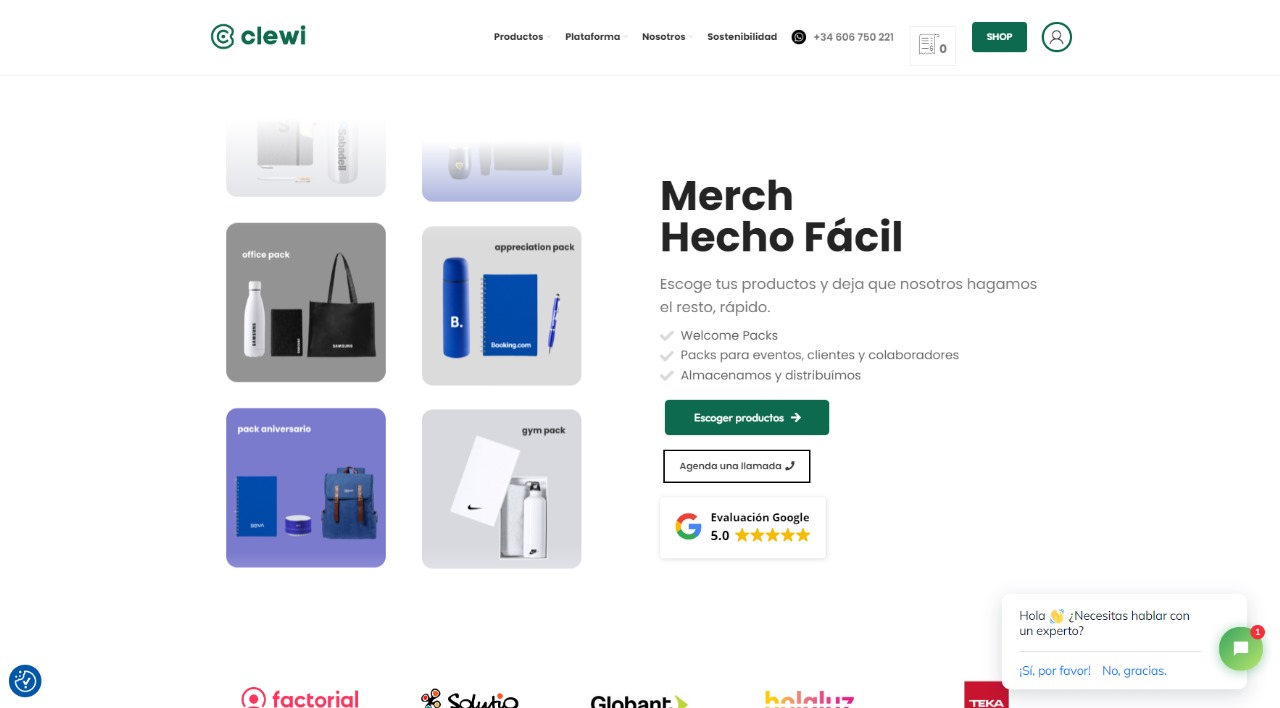 clewi
Productos
Plataforma
Nosotros
Sostenibilidad
+34 606 750 221
0
SHOP
Sabadell
office pack
SAMSUNG
SAMSUNG
SAMSUNG
appreciation pack
B.
Booking.com
pack aniversario
BBVA
gym pack
Merch
Hecho Fácil
Escoge tus productos y deja que nosotros hagamos
el resto, rápido.
Welcome Packs
Packs para eventos, clientes y colaboradores
Almacenamos y distribuímos
Escoger productos
Agenda una llamada
Evaluación Google
5.0
Hola 👋 ¿Necesitas hablar con
un experto?
¡Sí, por favor! No, gracias.
1
factorial
Solutio
Globant
holaluz
TEKA